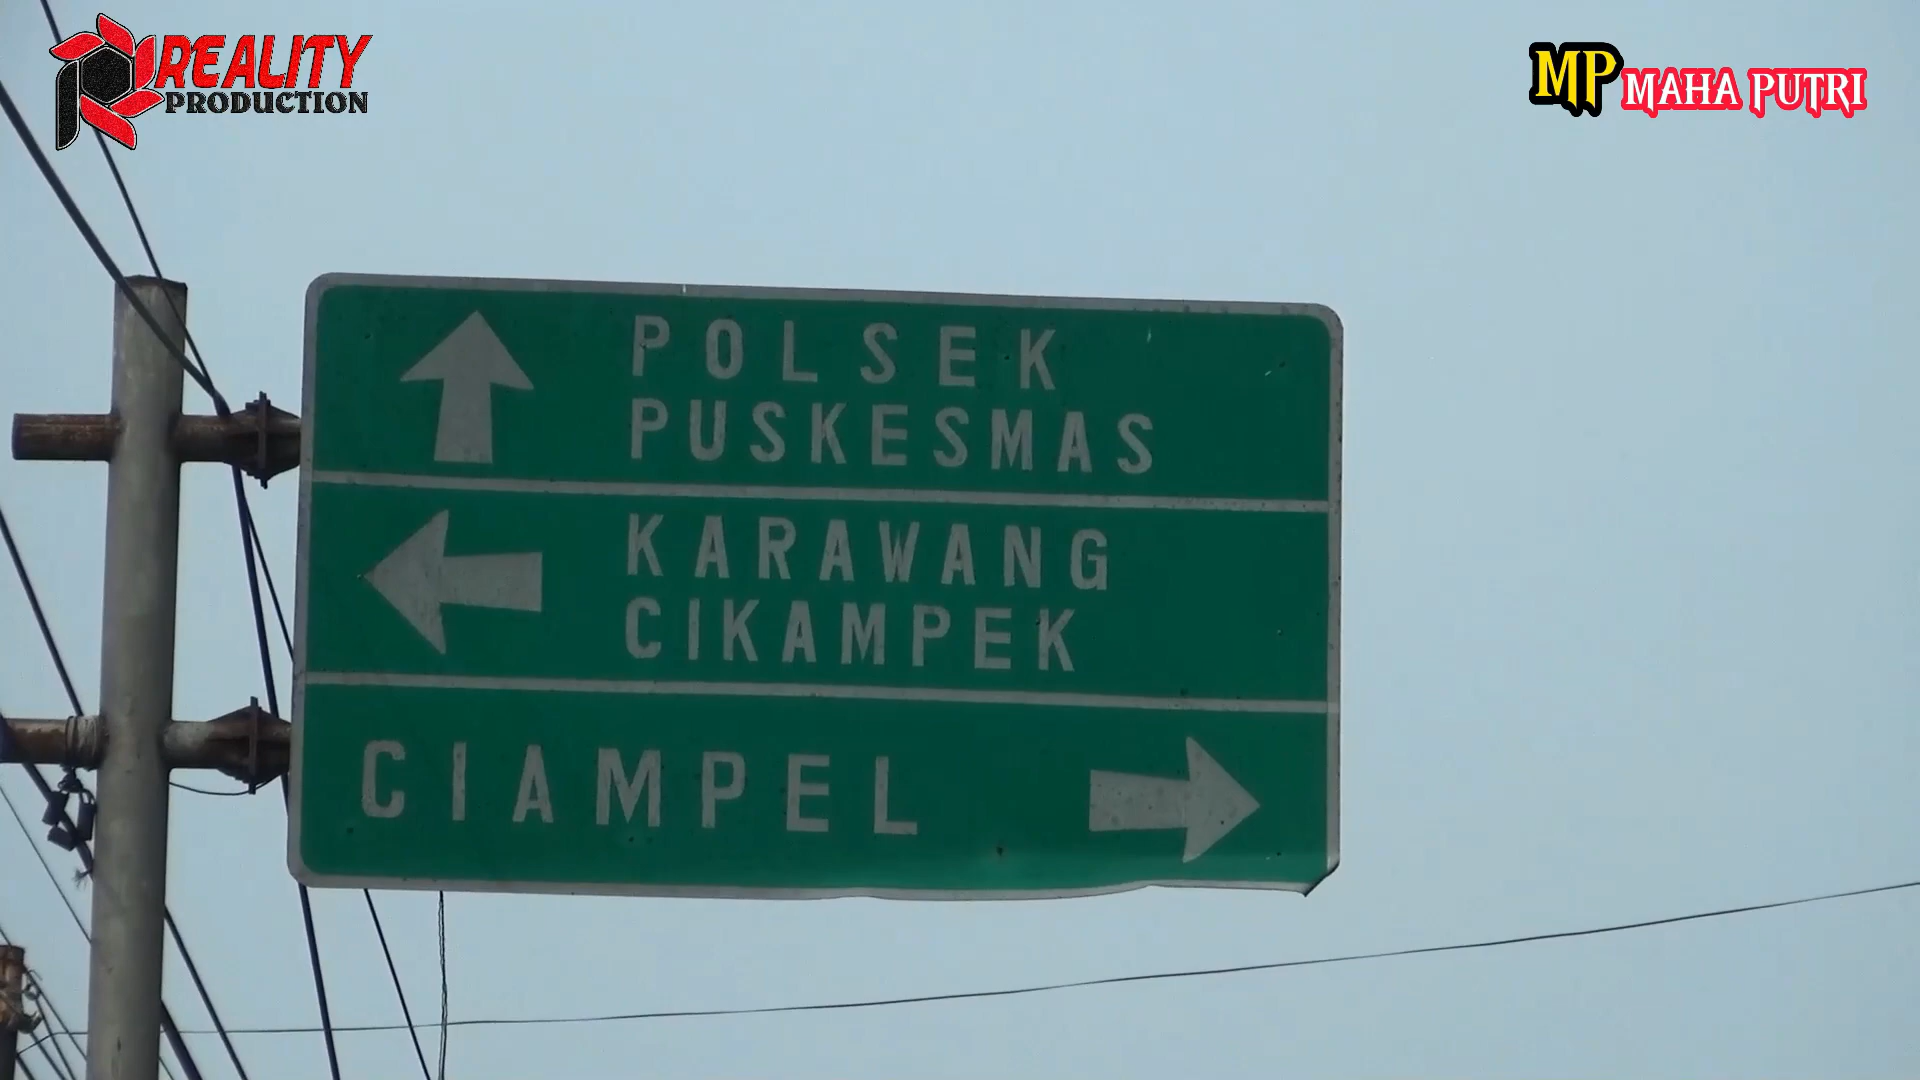 REALITY
PRODUCTION
MP MAHA PUTRI
POLSEK
PUSKESMAS
KARAWANG
CIKAMPEK
CIAMPEL